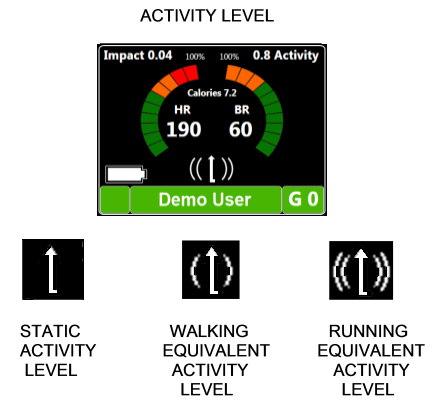 ACTIVITY LEVEL
Impact 0.04 100% 100% 0.8 Activity
Calories 7.2
HR BR
190 60
Demo User G 0
STATIC WALKING RUNNING
ACTIVITY EQUIVALENT EQUIVALENT
LEVEL ACTIVITY ACTIVITY
LEVEL LEVEL